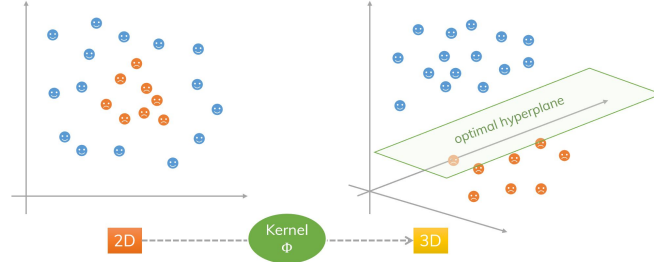 optimal hyperplane
2D
Kernel
Φ
3D